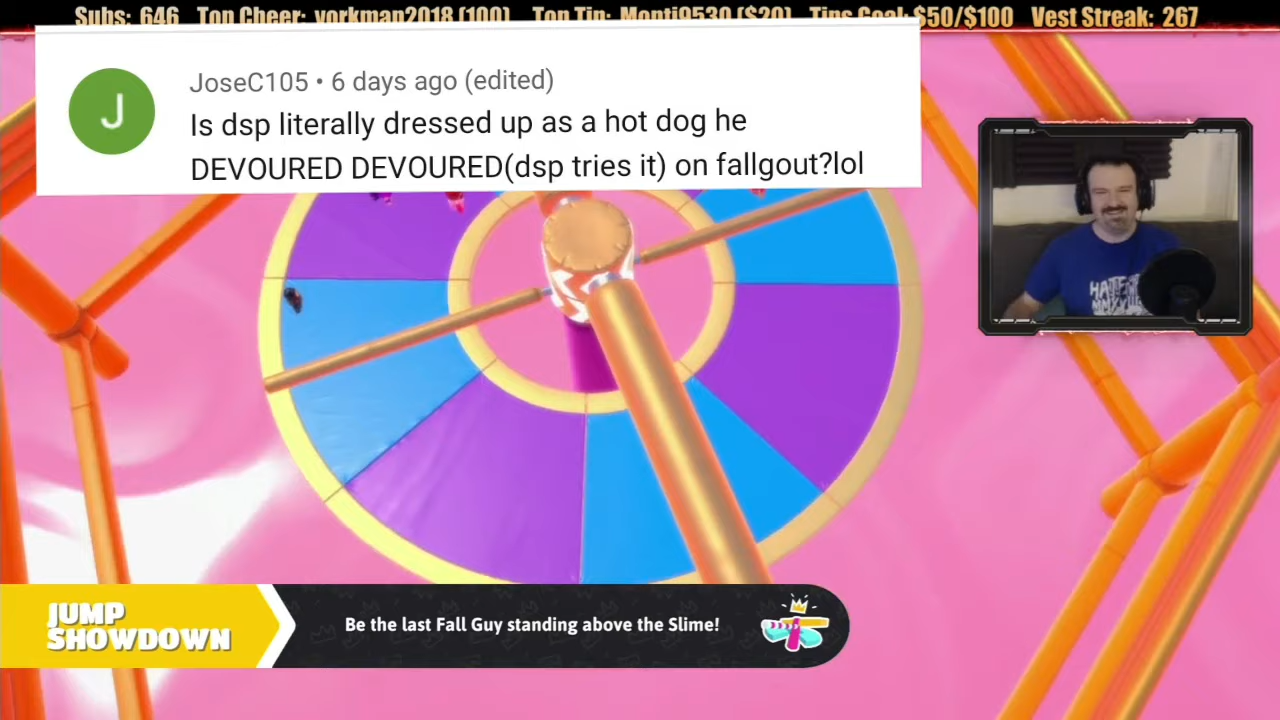 Subs: 646 Top Cheer: yorkman2018 (100) Top Tip: Monti9530 ($20) Tips Goal: $50/$100 Vest Streak: 267
J
JoseC105 • 6 days ago (edited)
Is dsp literally dressed up as a hot dog he
DEVOURED DEVOURED(dsp tries it) on fallgout?lol
JUMP
SHOWDOWN
Be the last Fall Guy standing above the Slime!